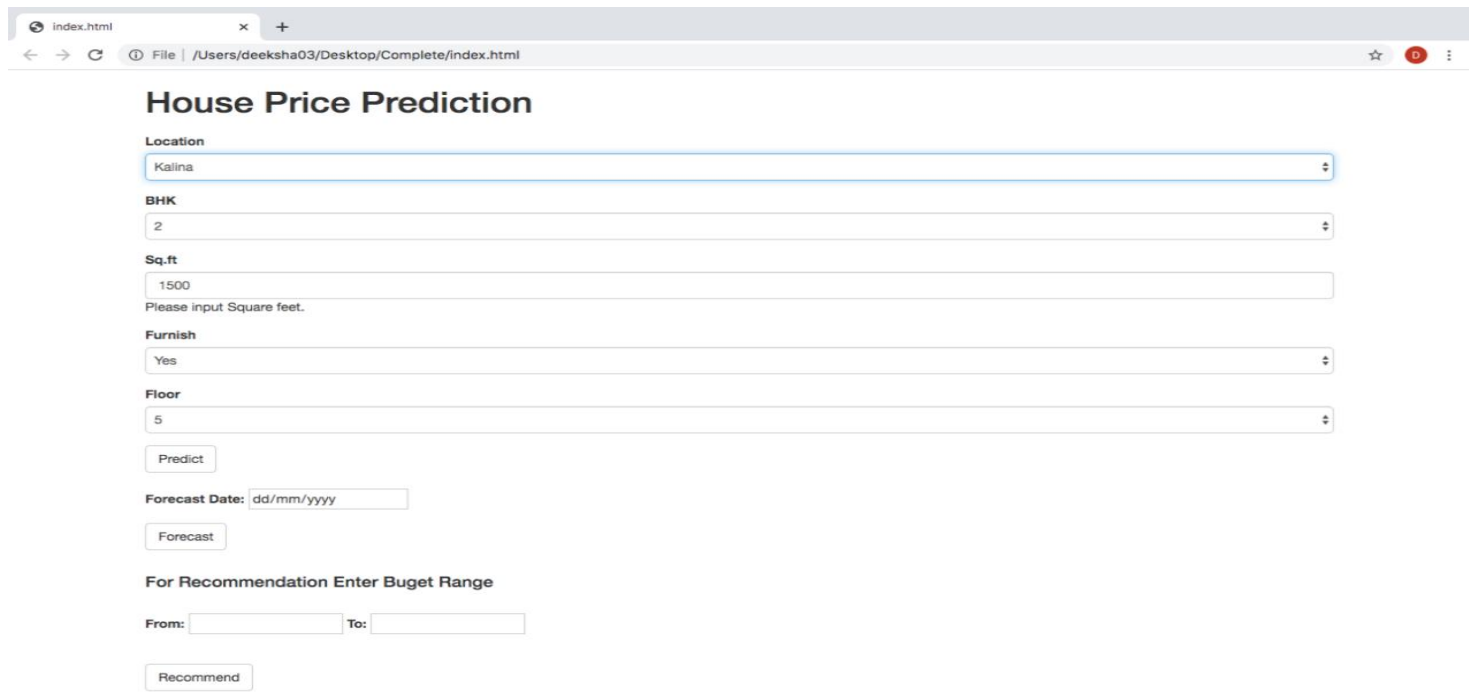 index.html
File | /Users/deeksha03/Desktop/Complete/index.html
D
House Price Prediction
Location
Kalina
BHK
2
Sq.ft
1500
Please input Square feet.
Furnish
Yes
Floor
5
Predict
Forecast Date: dd/mm/yyyy
Forecast
For Recommendation Enter Buget Range
From: To:
Recommend